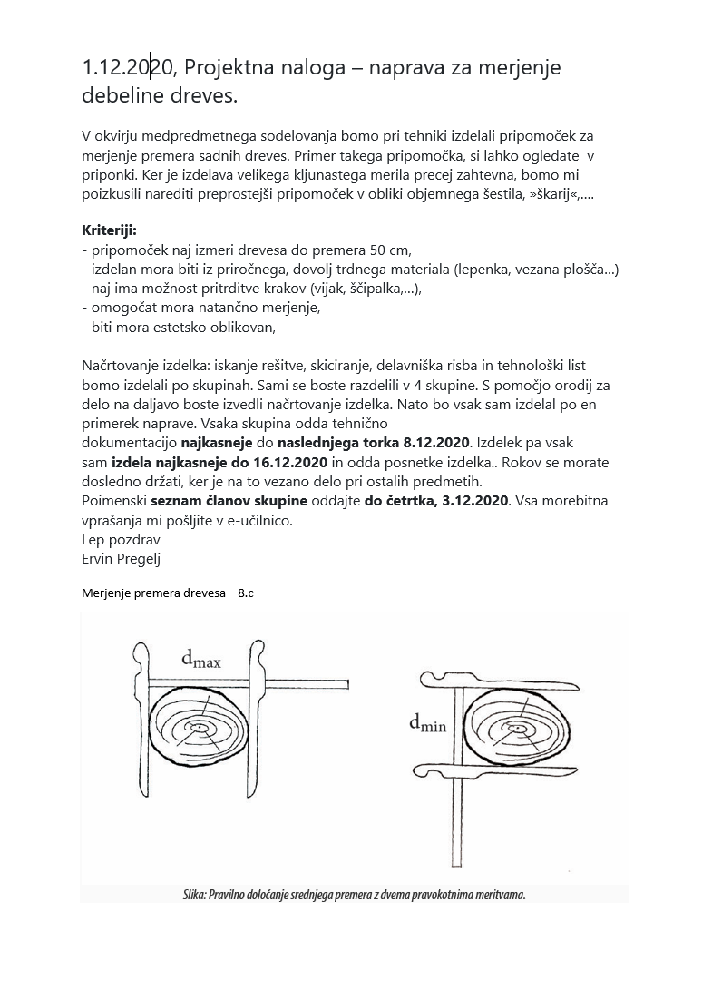 1.12.2020, Projektna naloga – naprava za merjenje
debeline dreves.
V okvirju medpredmetnega sodelovanja bomo pri tehniki izdelali pripomoček za
merjenje premera sadnih dreves. Primer takega pripomočka, si lahko ogledate v
priponki. Ker je izdelava velikega kljunastega merila precej zahtevna, bomo mi
poizkusili narediti preprostejši pripomoček v obliki objemnega šestila, »škarij«,....
Kriteriji:
- pripomoček naj izmeri drevesa do premera 50 cm,
- izdelan mora biti iz priročnega, dovolj trdnega materiala (lepenka, vezana plošča...)
- naj ima možnost pritrditve krakov (vijak, ščipalka,...),
- omogočat mora natančno merjenje,
- biti mora estetsko oblikovan,
Načrtovanje izdelka: iskanje rešitve, skiciranje, delavniška risba in tehnološki list
bomo izdelali po skupinah. Sami se boste razdelili v 4 skupine. S pomočjo orodij za
delo na daljavo boste izvedli načrtovanje izdelka. Nato bo vsak sam izdelal po en
primerek naprave. Vsaka skupina odda tehnično
dokumentacijo najkasneje do naslednjega torka 8.12.2020. Izdelek pa vsak
sam izdela najkasneje do 16.12.2020 in odda posnetke izdelka.. Rokov se morate
dosledno držati, ker je na to vezano delo pri ostalih predmetih.
Poimenski seznam članov skupine oddajte do četrtka, 3.12.2020. Vsa morebitna
vprašanja mi pošljite v e-učilnico.
Lep pozdrav
Ervin Pregelj
Merjenje premera drevesa 8.c
dmax
dmin
Slika: Pravilno določanje srednjega premera z dvema pravokotnima meritvama.